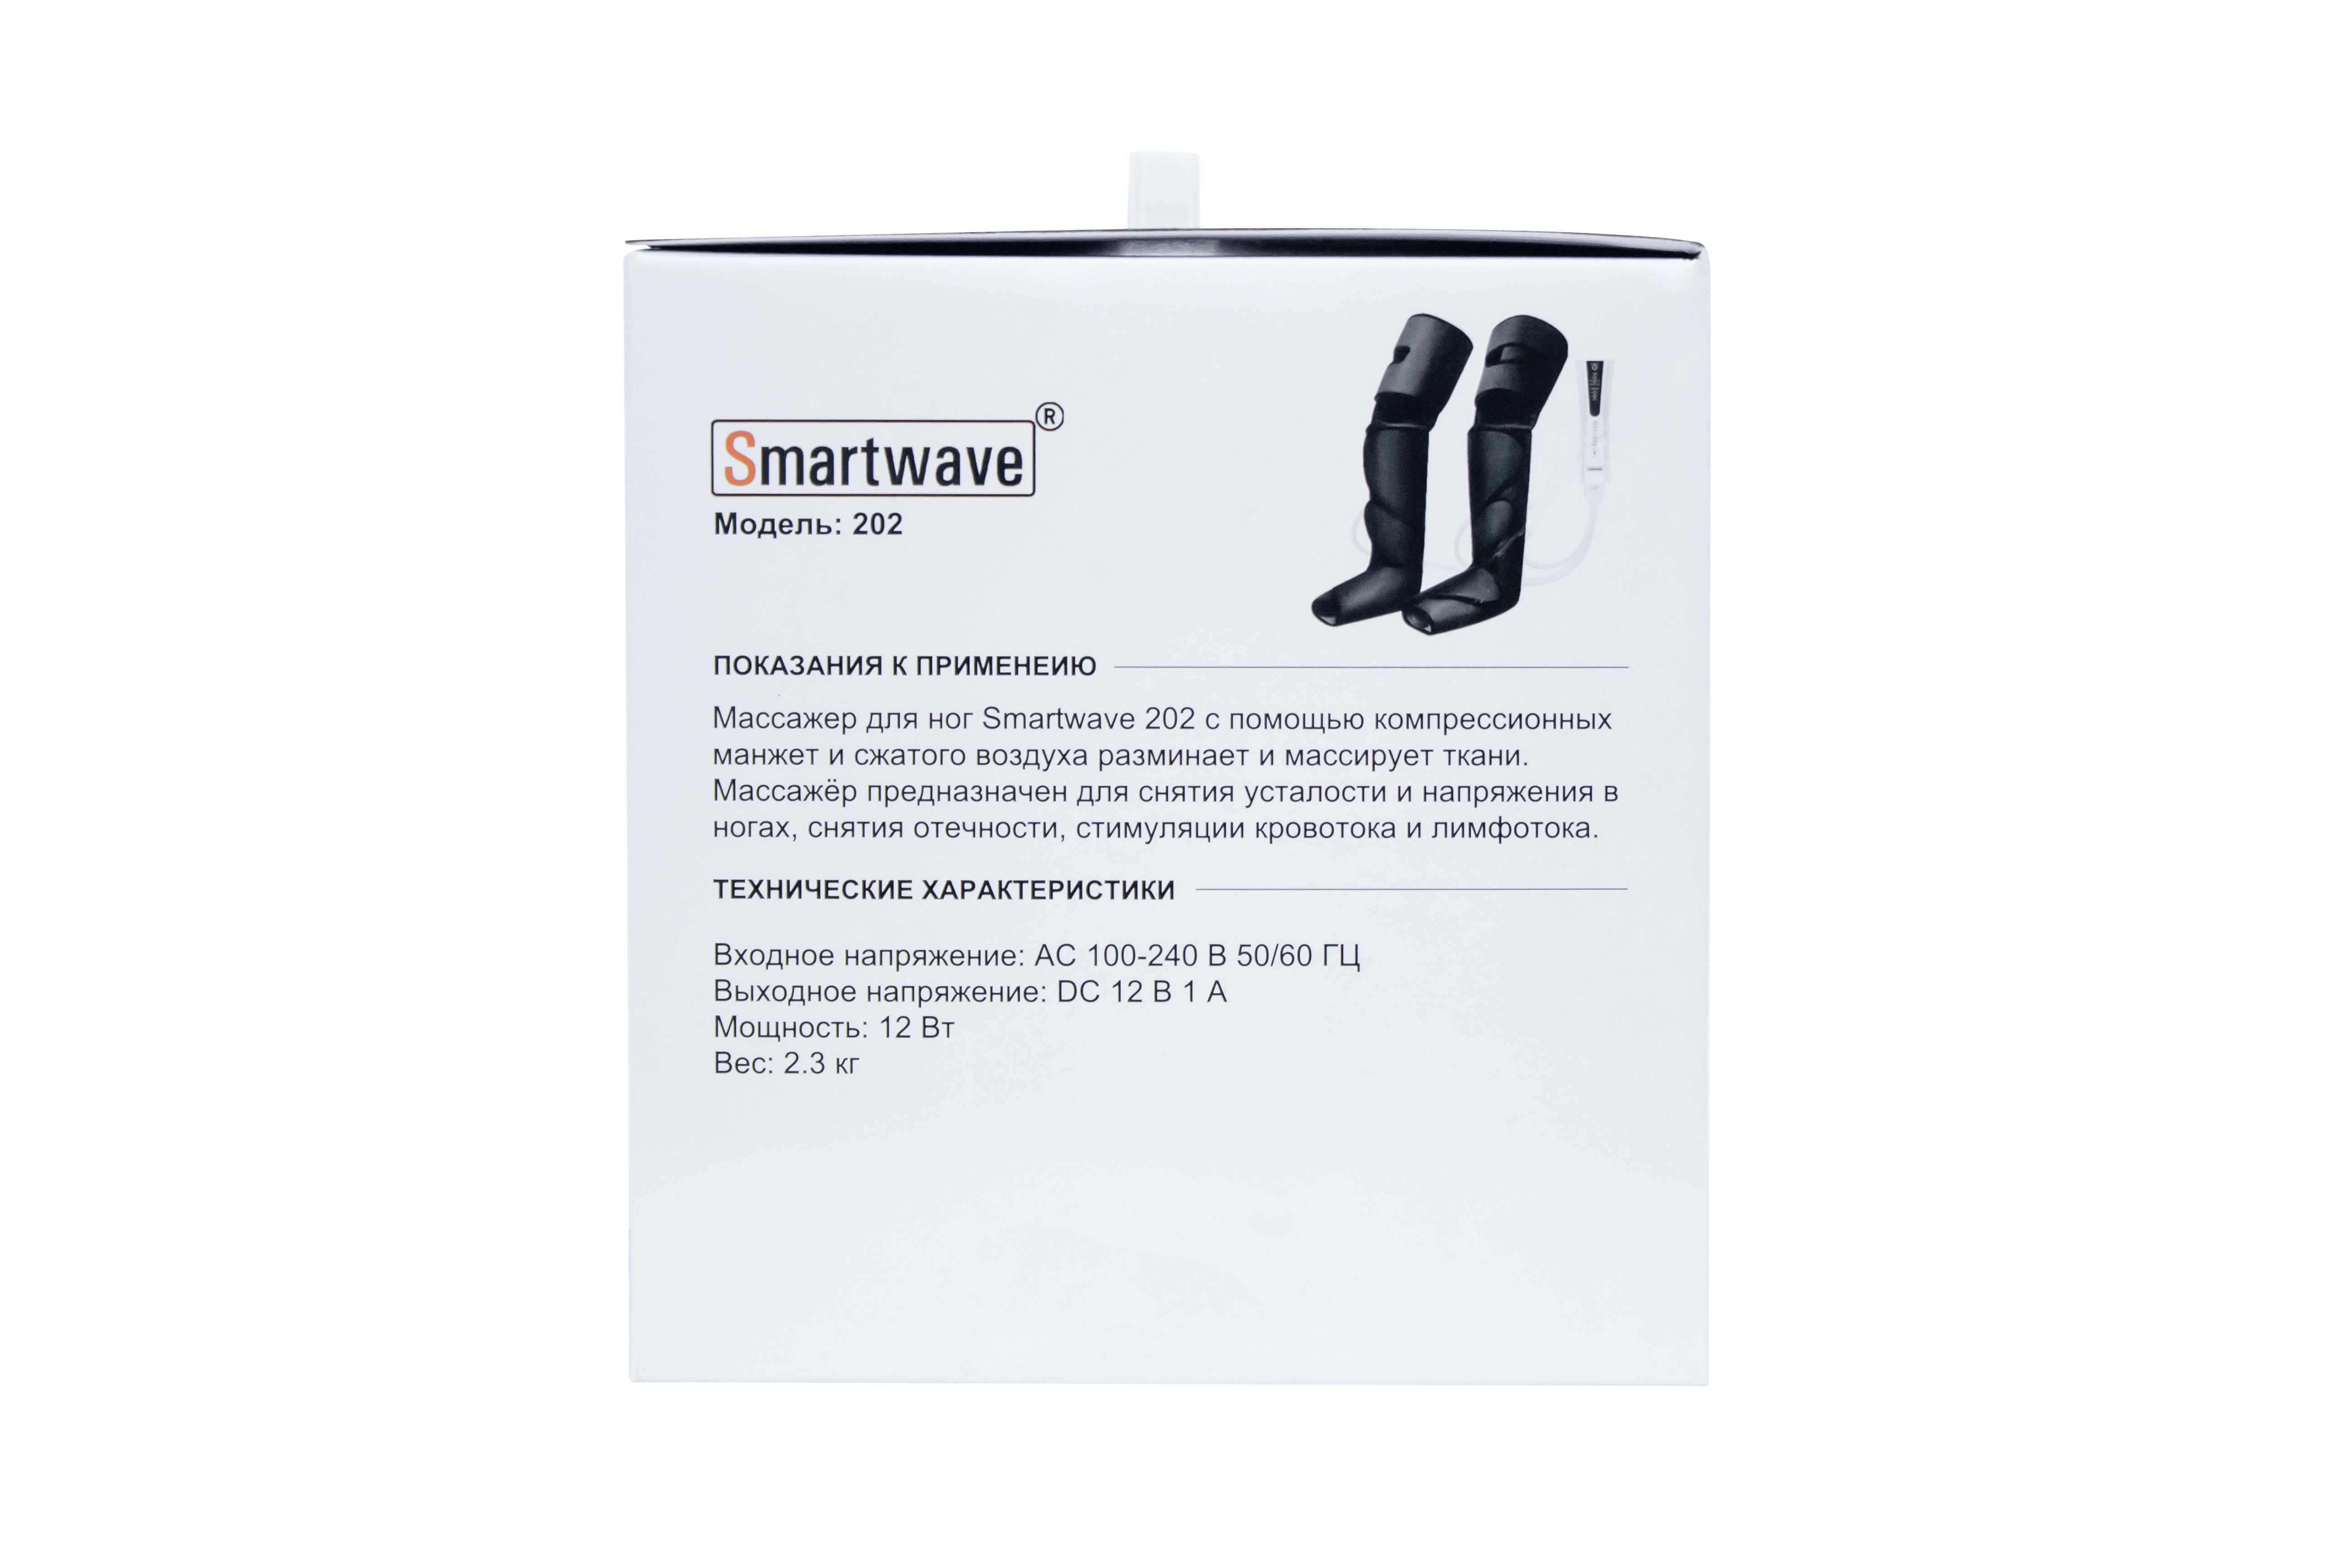 Smartwave®
Модель: 202
ПОКАЗАНИЯ К ПРИМЕНЕИЮ
Массажер для ног Smartwave 202 с помощью компрессионных
манжет и сжатого воздуха разминает и массирует ткани.
Массажёр предназначен для снятия усталости и напряжения в
ногах, снятия отечности, стимуляции кровотока и лимфотока.
ТЕХНИЧЕСКИЕ ХАРАКТЕРИСТИКИ
Входное напряжение: AC 100-240 В 50/60 ГЦ
Выходное напряжение: DC 12 В 1 А
Мощность: 12 Вт
Вес: 2.3 кг